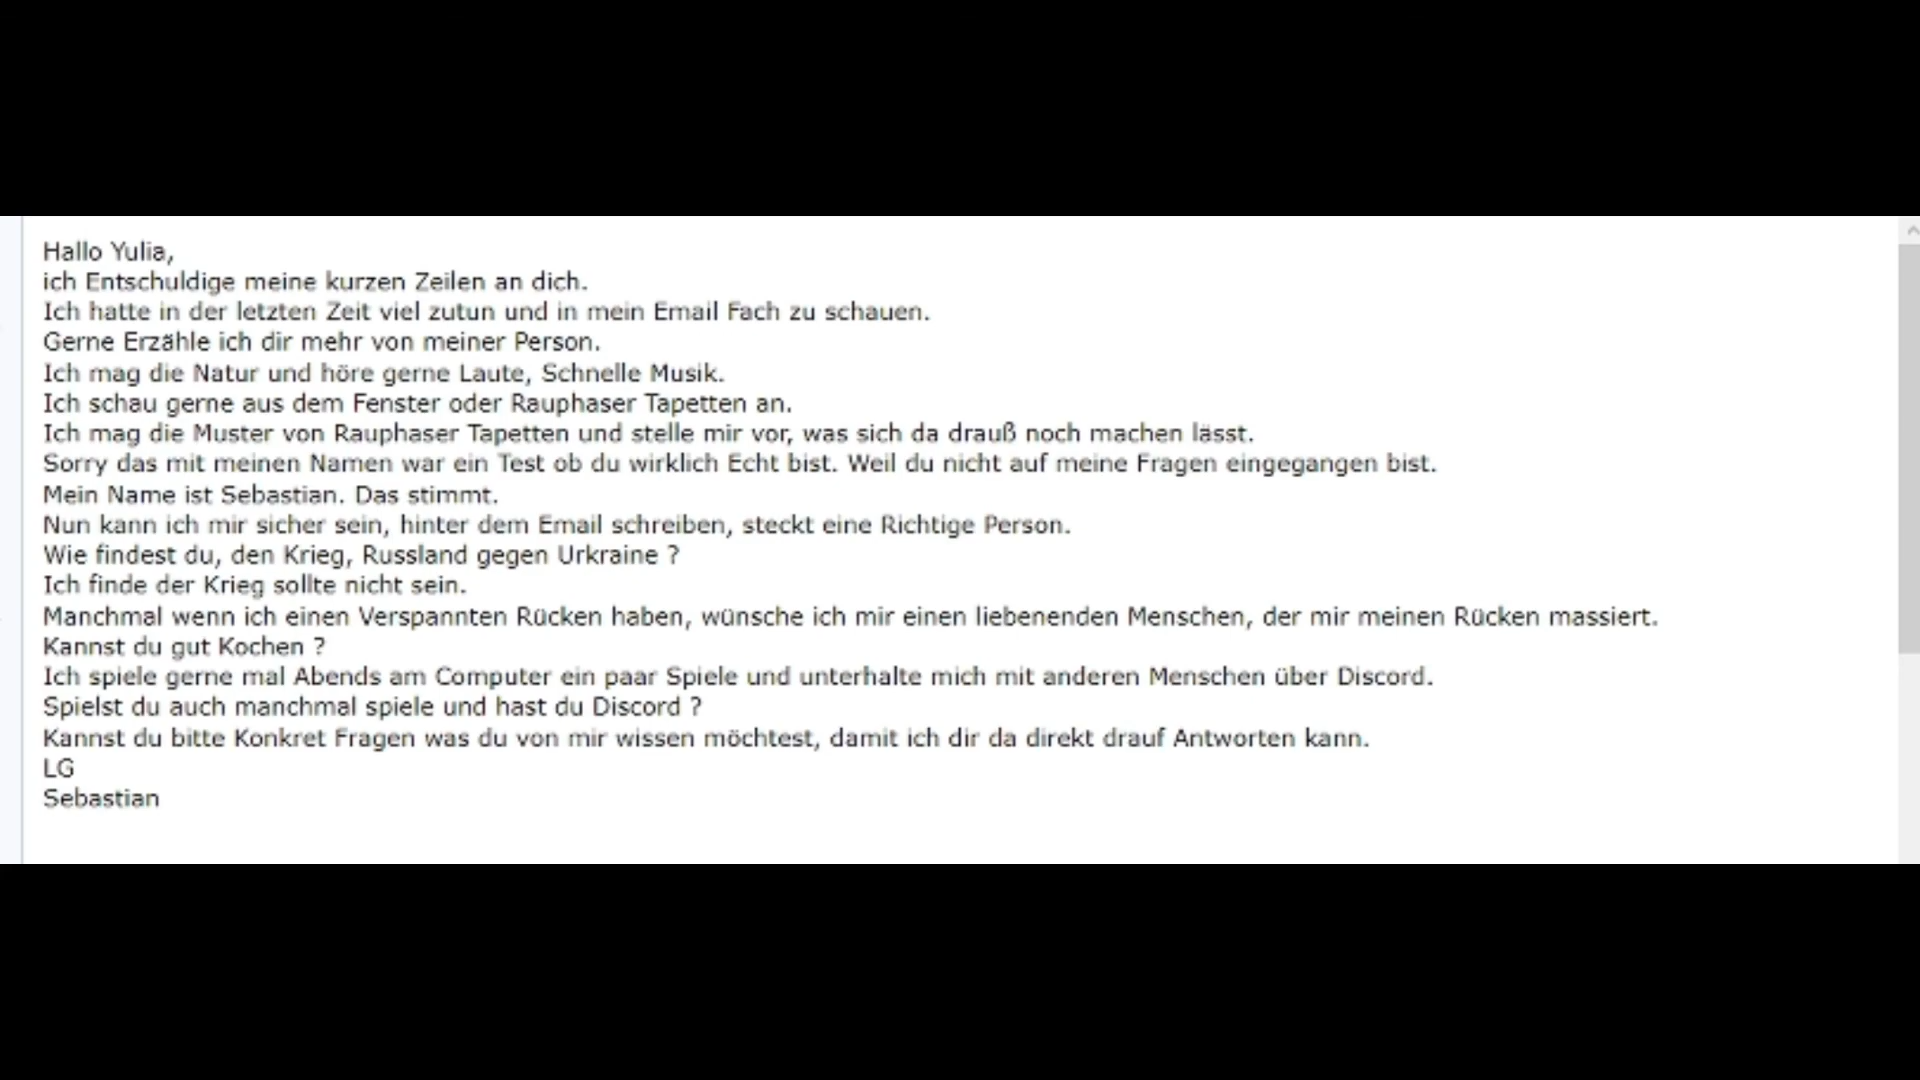 Hallo Yulia,
ich Entschuldige meine kurzen Zeilen an dich.
Ich hatte in der letzten Zeit viel zutun und in mein Email Fach zu schauen.
Gerne Erzähle ich dir mehr von meiner Person.
Ich mag die Natur und höre gerne Laute, Schnelle Musik.
Ich schau gerne aus dem Fenster oder Rauphaser Tapetten an.
Ich mag die Muster von Rauphaser Tapetten und stelle mir vor, was sich da drauß noch machen lässt.
Sorry das mit meinen Namen war ein Test ob du wirklich Echt bist. Weil du nicht auf meine Fragen eingegangen bist.
Mein Name ist Sebastian. Das stimmt.
Nun kann ich mir sicher sein, hinter dem Email schreiben, steckt eine Richtige Person.
Wie findest du, den Krieg, Russland gegen Urkraine ?
Ich finde der Krieg sollte nicht sein.
Manchmal wenn ich einen Verspannten Rücken haben, wünsche ich mir einen liebenenden Menschen, der mir meinen Rücken massiert.
Kannst du gut Kochen ?
Ich spiele gerne mal Abends am Computer ein paar Spiele und unterhalte mich mit anderen Menschen über Discord.
Spielst du auch manchmal spiele und hast du Discord ?
Kannst du bitte Konkret Fragen was du von mir wissen möchtest, damit ich dir da direkt drauf Antworten kann.
LG
Sebastian